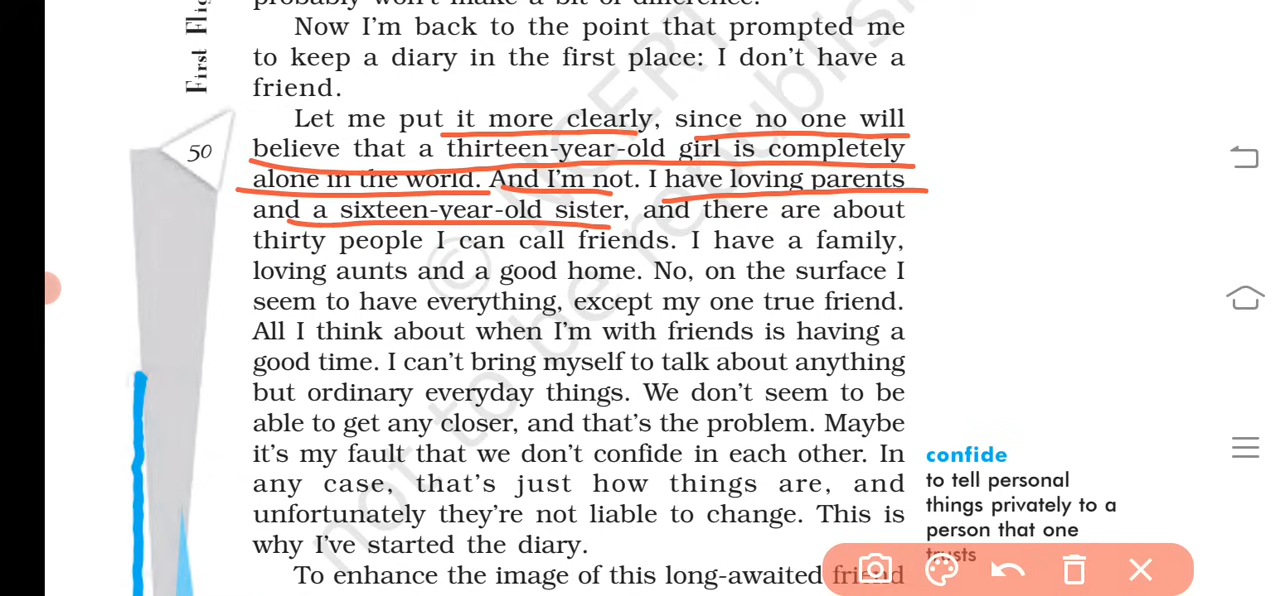 probably won't make a bit of difference.
Now I'm back to the point that prompted me
to keep a diary in the first place: I don't have a
friend.
Let me put it more clearly, since no one will
believe that a thirteen-year-old girl is completely
alone in the world. And I'm not. I have loving parents
and a sixteen-year-old sister, and there are about
thirty people I can call friends. I have a family,
loving aunts and a good home. No, on the surface I
seem to have everything, except my one true friend.
All I think about when I'm with friends is having a
good time. I can't bring myself to talk about anything
but ordinary everyday things. We don't seem to be
able to get any closer, and that's the problem. Maybe
it's my fault that we don't confide in each other. In
any case, that's just how things are, and
unfortunately they're not liable to change. This is
why I've started the diary.
To enhance the image of this long-awaited friend
confide
to tell personal
things privately to a
person that one
trusts
First
50
© NCERT
not to be republish